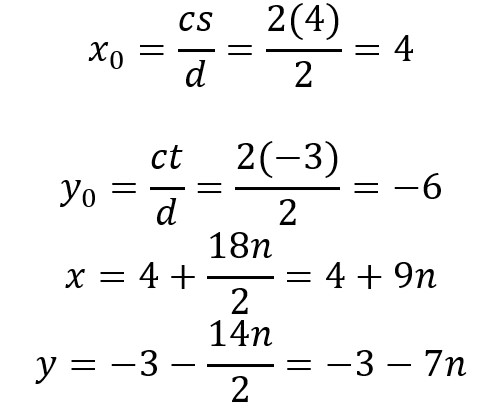 x₀ = cs/d = 2(4)/2 = 4
y₀ = ct/d = 2(−3)/2 = −6
x = 4 + 18n/2 = 4 + 9n
y = −3 − 14n/2 = −3 − 7n